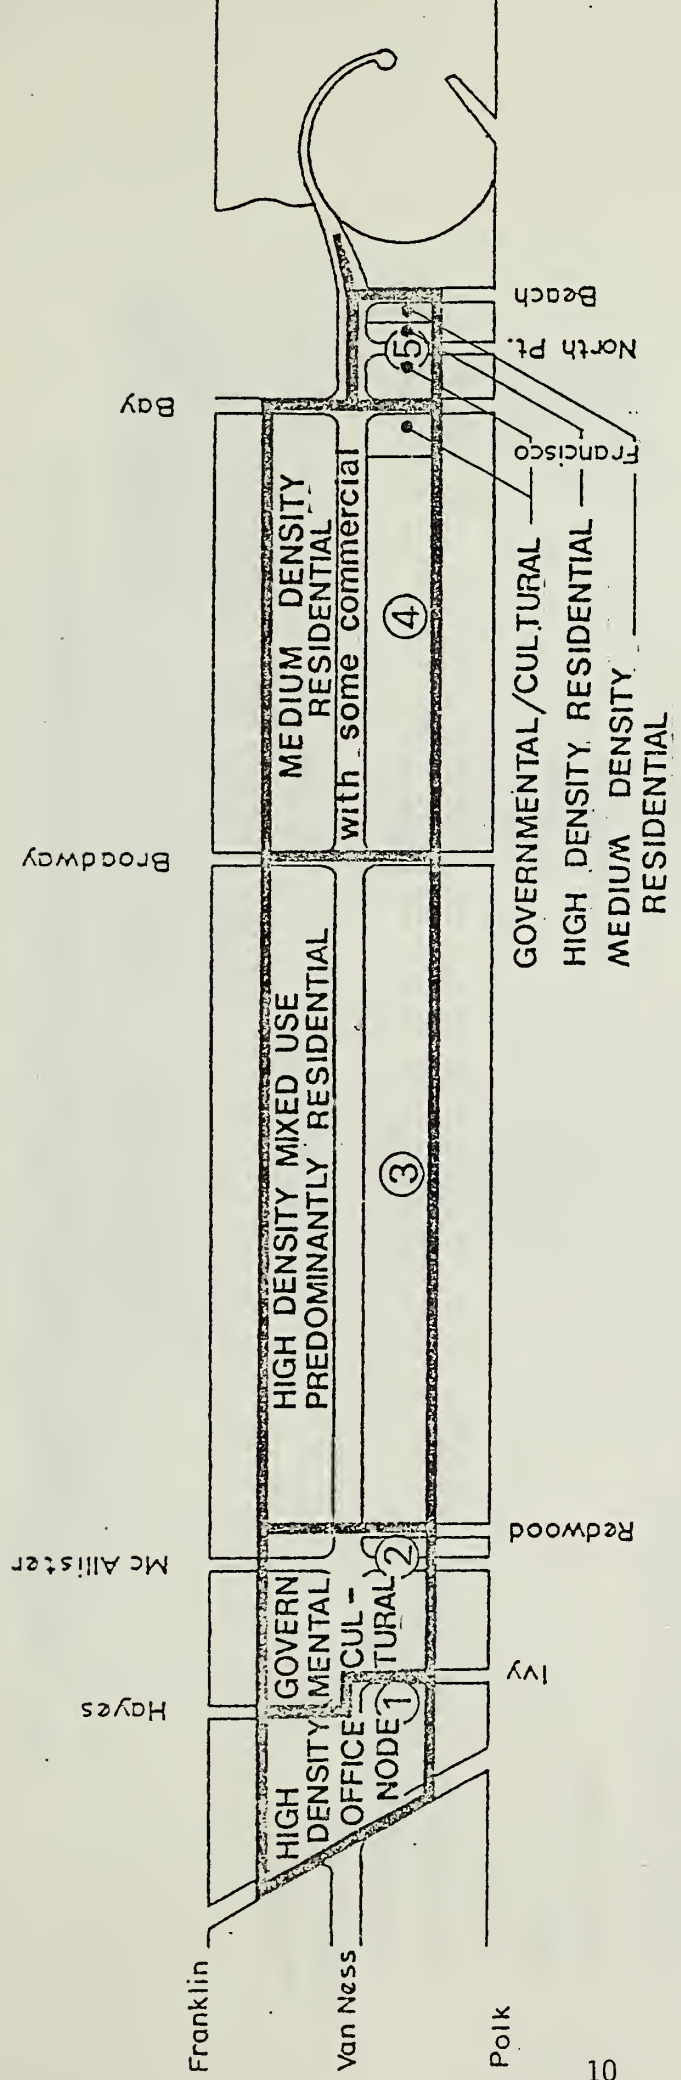 Franklin
Van Ness
Polk
Hayes
Mc Allister
Broadway
Bay
Ivy
Redwood
Francisco
North Pt.
Beach
HIGH
DENSITY
OFFICE
NODE
1
GOVERN
MENTAL
CUL-
TURAL
2
HIGH DENSITY MIXED USE
PREDOMINANTLY RESIDENTIAL
3
MEDIUM DENSITY
RESIDENTIAL
with some commercial
4
5
GOVERNMENTAL/CULTURAL
HIGH DENSITY RESIDENTIAL
MEDIUM DENSITY
RESIDENTIAL
10